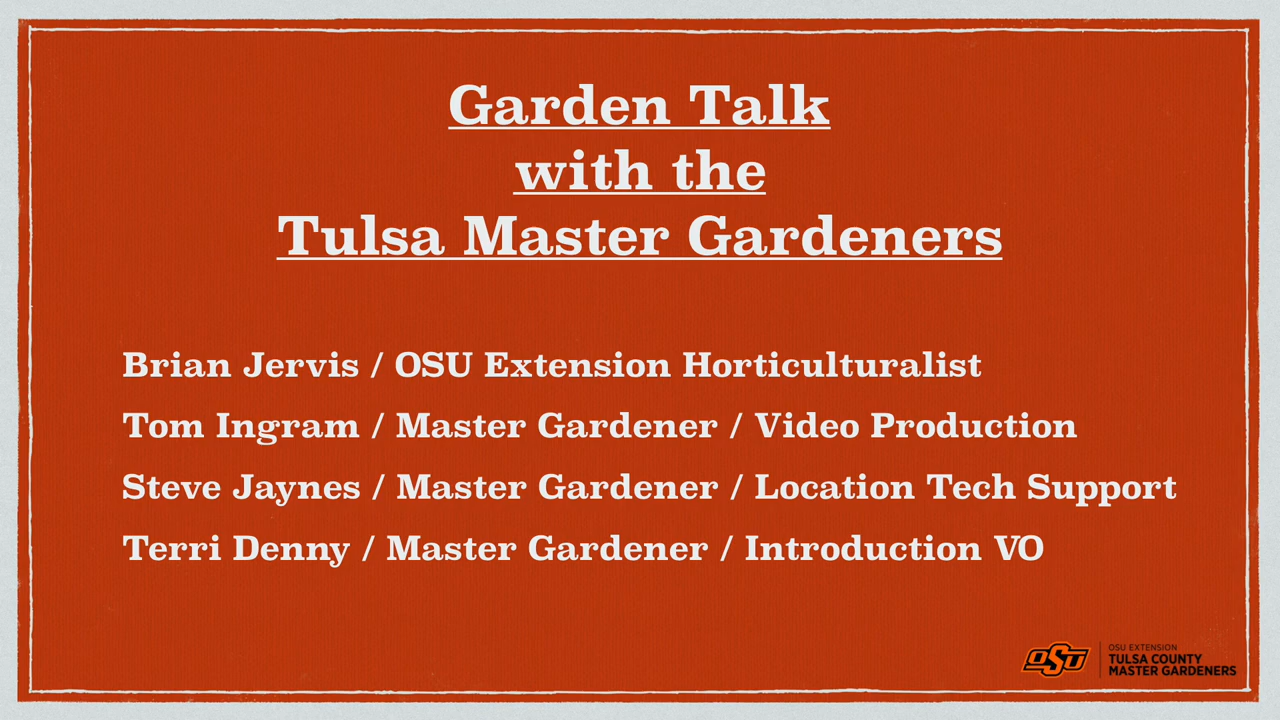 Garden Talk
with the
Tulsa Master Gardeners
Brian Jervis / OSU Extension Horticulturalist
Tom Ingram / Master Gardener / Video Production
Steve Jaynes / Master Gardener / Location Tech Support
Terri Denny / Master Gardener / Introduction VO
OSU
OSU EXTENSION
TULSA COUNTY
MASTER GARDENERS